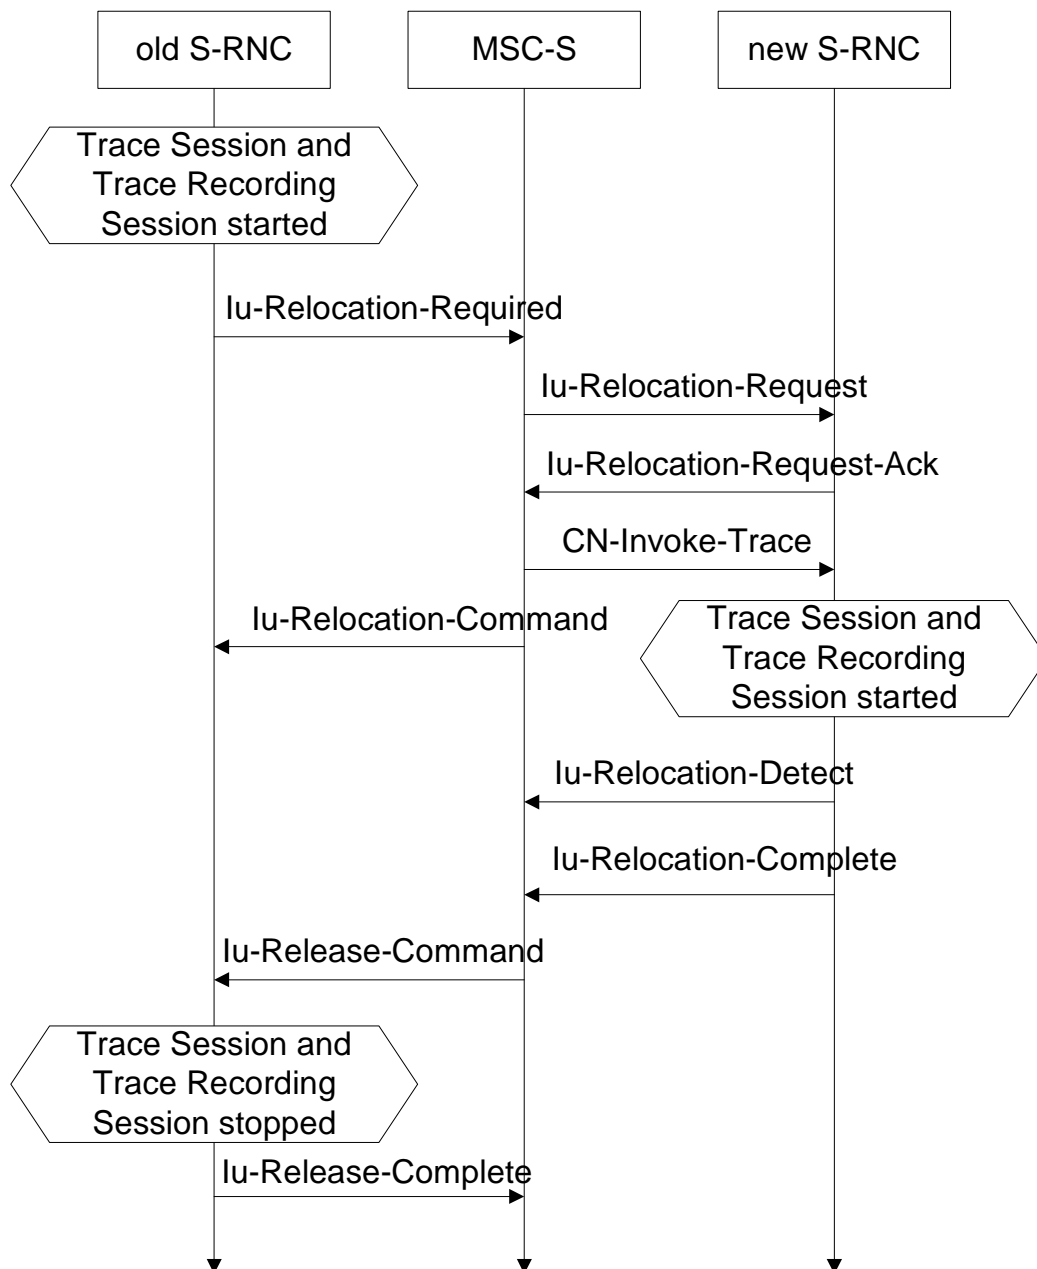 old S-RNC
MSC-S
new S-RNC
Trace Session and
Trace Recording
Session started
Iu-Relocation-Required
Iu-Relocation-Request
Iu-Relocation-Request-Ack
CN-Invoke-Trace
Iu-Relocation-Command
Trace Session and
Trace Recording
Session started
Iu-Relocation-Detect
Iu-Relocation-Complete
Iu-Release-Command
Trace Session and
Trace Recording
Session stopped
Iu-Release-Complete